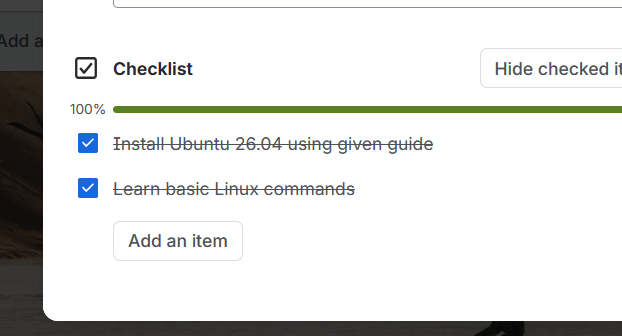 Add a
Checklist
Hide checked it
100%
Install Ubuntu 26.04 using given guide
Learn basic Linux commands
Add an item